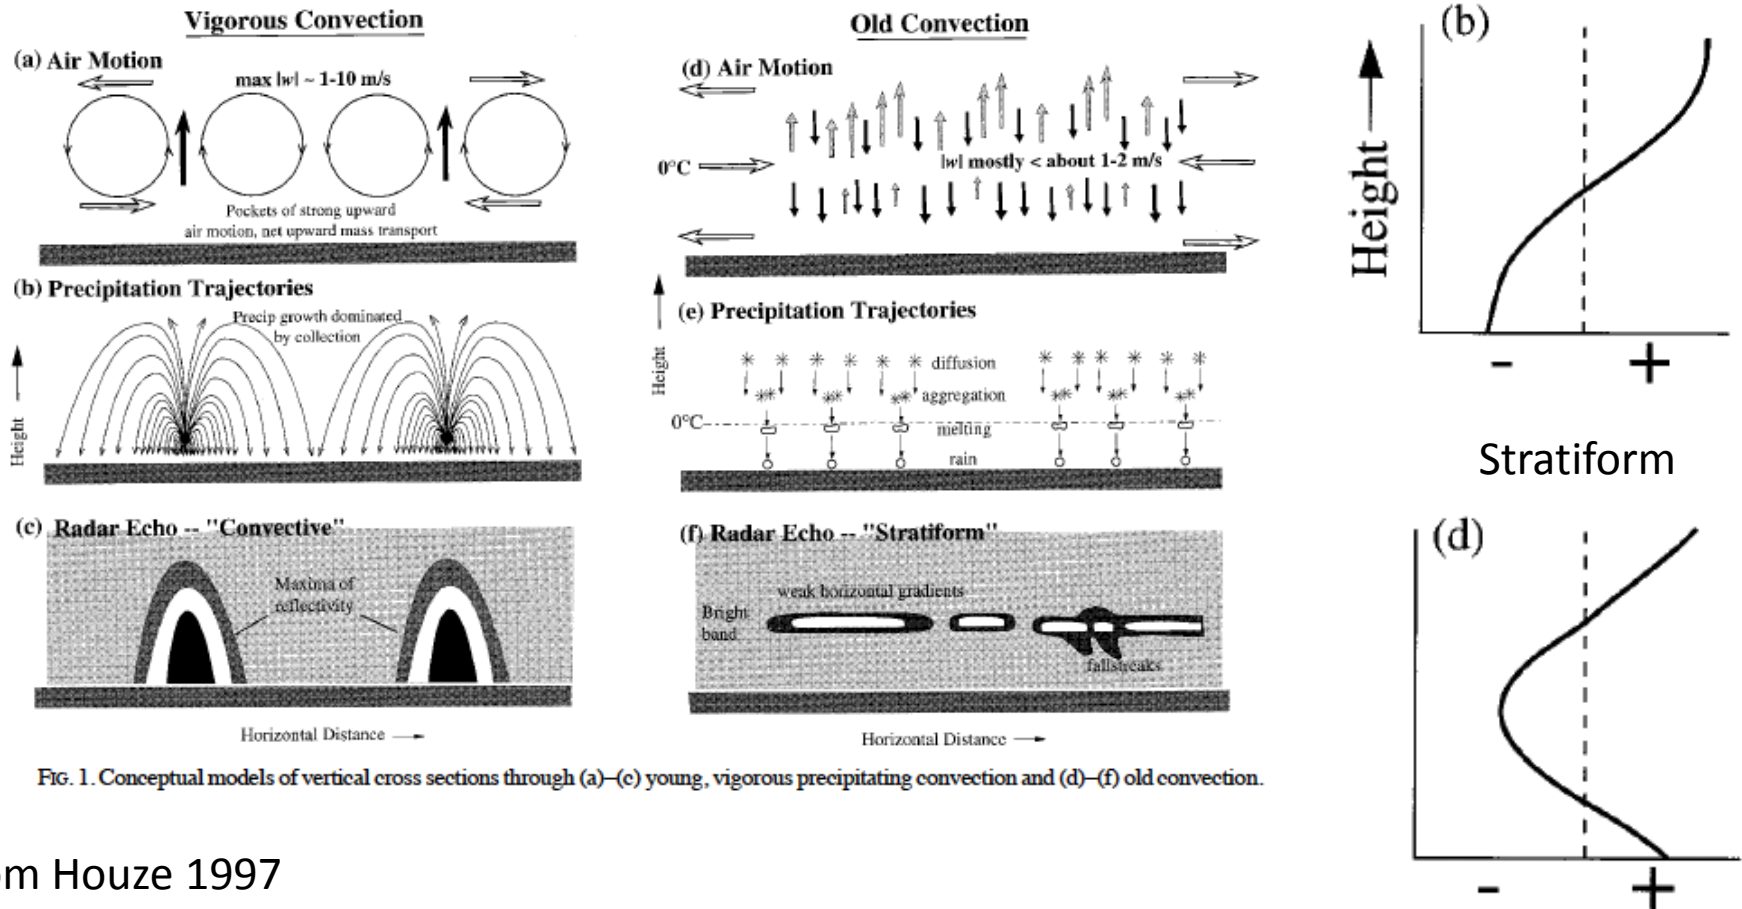 Vigorous Convection
(a) Air Motion
max |w| ~ 1-10 m/s
Pockets of strong upward
air motion, net upward mass transport
(b) Precipitation Trajectories
Precip growth dominated
by collection
Height
(c) Radar Echo -- "Convective"
Maxima of
reflectivity
Horizontal Distance
Old Convection
(d) Air Motion
0°C
|w| mostly < about 1-2 m/s
(e) Precipitation Trajectories
Height
diffusion
aggregation
0°C
melting
rain
(f) Radar Echo -- "Stratiform"
weak horizontal gradients
Bright
band
fallstreaks
Horizontal Distance
FIG. 1. Conceptual models of vertical cross sections through (a)–(c) young, vigorous precipitating convection and (d)–(f) old convection.
om Houze 1997
(b)
Height
- +
Stratiform
(d)
- +